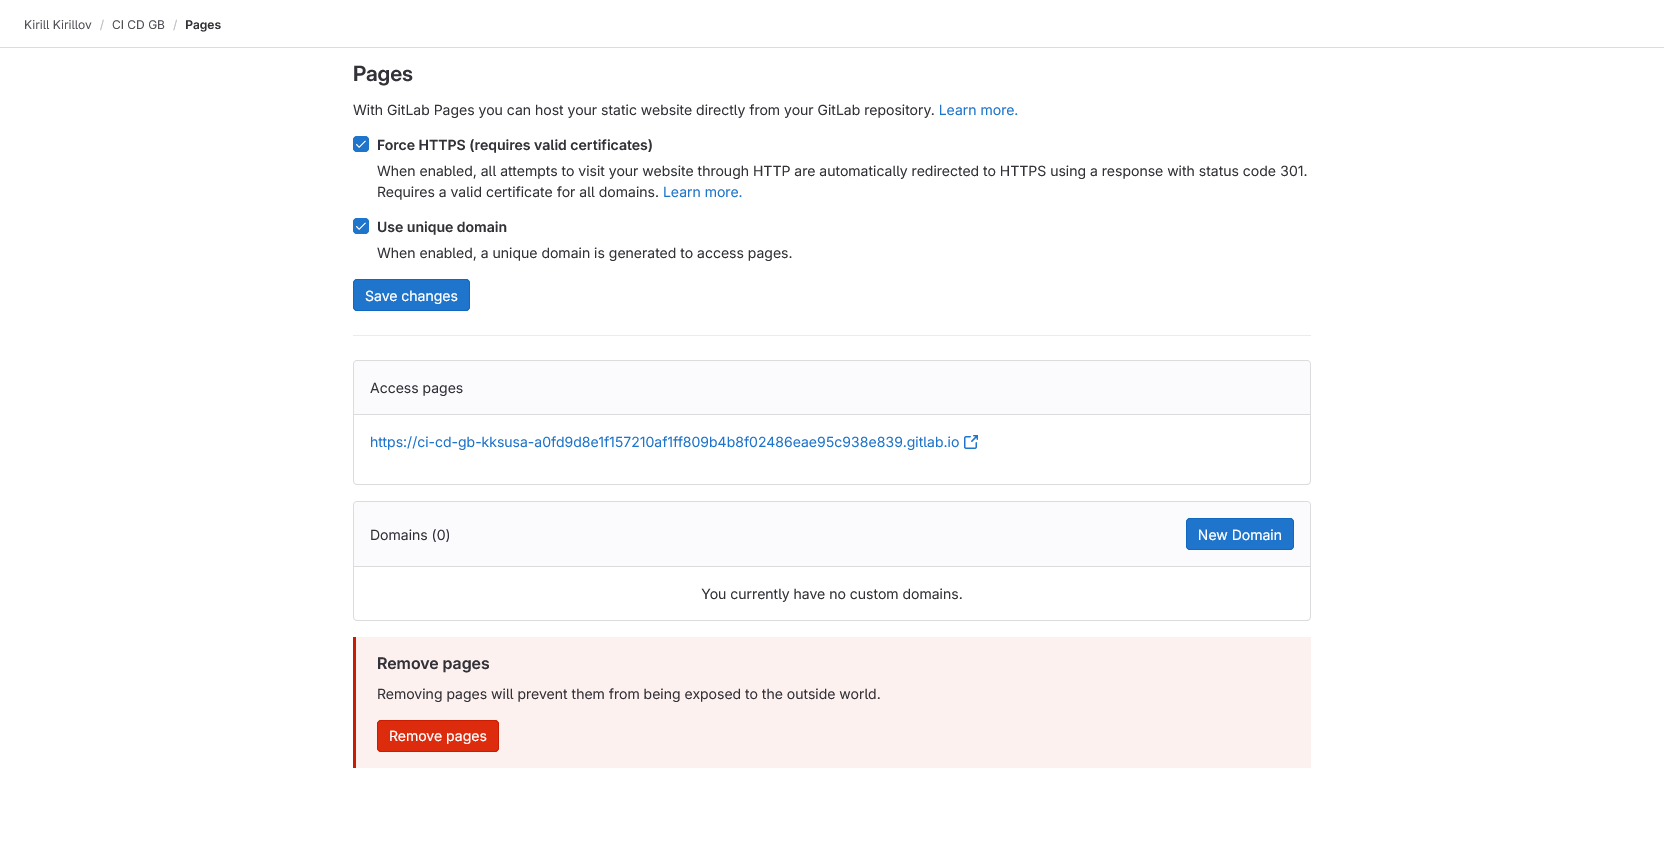 Kirill Kirillov / CI CD GB / Pages
Pages
With GitLab Pages you can host your static website directly from your GitLab repository. Learn more.
Force HTTPS (requires valid certificates)
When enabled, all attempts to visit your website through HTTP are automatically redirected to HTTPS using a response with status code 301.
Requires a valid certificate for all domains. Learn more.
Use unique domain
When enabled, a unique domain is generated to access pages.
Save changes
Access pages
https://ci-cd-gb-kksusa-a0fd9d8e1f157210af1ff809b4b8f02486eae95c938e839.gitlab.io
Domains (0)
New Domain
You currently have no custom domains.
Remove pages
Removing pages will prevent them from being exposed to the outside world.
Remove pages